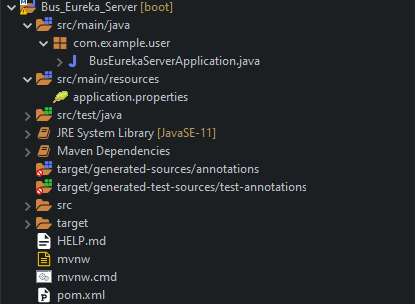 Bus_Eureka_Server [boot]
src/main/java
com.example.user
BusEurekaServerApplication.java
src/main/resources
application.properties
src/test/java
JRE System Library [JavaSE-11]
Maven Dependencies
target/generated-sources/annotations
target/generated-test-sources/test-annotations
src
target
HELP.md
mvnw
mvnw.cmd
pom.xml